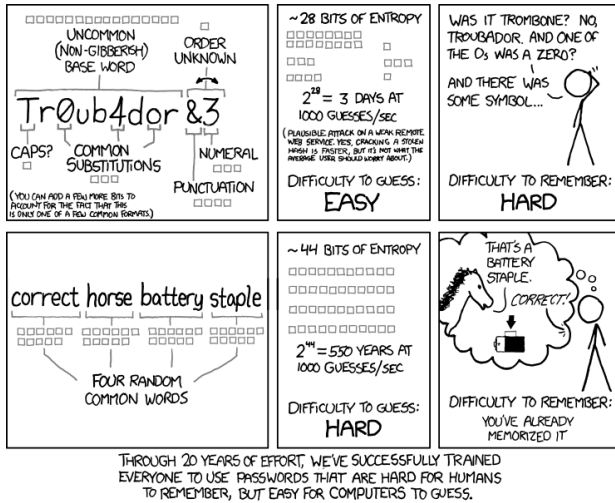 UNCOMMON
(NON-GIBBERISH)
BASE WORD
ORDER
UNKNOWN
Tr0ub4dor &3
CAPS?
COMMON
SUBSTITUTIONS
NUMERAL
PUNCTUATION
(YOU CAN ADD A FEW MORE BITS TO
ACCOUNT FOR THE FACT THAT THIS
IS ONLY ONE OF A FEW COMMON FORMATS.)
~28 BITS OF ENTROPY
2^28 = 3 DAYS AT
1000 GUESSES/SEC
(PLAUSIBLE ATTACK ON A WEAK REMOTE
WEB SERVICE. YES, CRACKING A STOLEN
HASH IS FASTER, BUT IT'S NOT WHAT THE
AVERAGE USER SHOULD WORRY ABOUT.)
DIFFICULTY TO GUESS:
EASY
WAS IT TROMBONE? NO,
TROUBADOR. AND ONE OF
THE Os WAS A ZERO?
AND THERE WAS
SOME SYMBOL...
DIFFICULTY TO REMEMBER:
HARD
correct horse battery staple
FOUR RANDOM
COMMON WORDS
~44 BITS OF ENTROPY
2^44 = 550 YEARS AT
1000 GUESSES/SEC
DIFFICULTY TO GUESS:
HARD
THAT'S A
BATTERY
STAPLE.
CORRECT!
DIFFICULTY TO REMEMBER:
YOU'VE ALREADY
MEMORIZED IT
THROUGH 20 YEARS OF EFFORT, WE'VE SUCCESSFULLY TRAINED
EVERYONE TO USE PASSWORDS THAT ARE HARD FOR HUMANS
TO REMEMBER, BUT EASY FOR COMPUTERS TO GUESS.